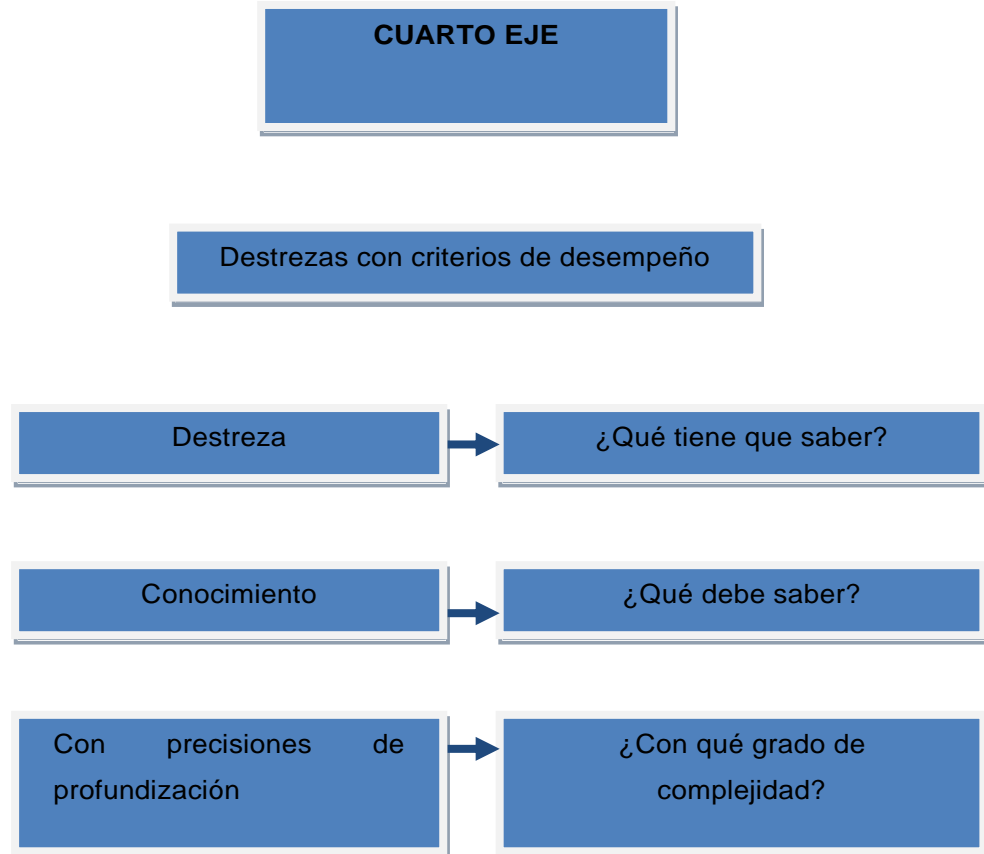 CUARTO EJE
Destrezas con criterios de desempeño
Destreza
¿Qué tiene que saber?
Conocimiento
¿Qué debe saber?
Con precisiones de
profundización
¿Con qué grado de
complejidad?